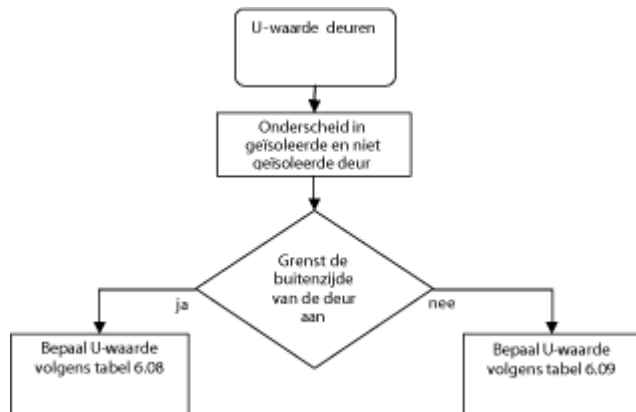 U-waarde deuren
Onderscheid in
geïsoleerde en niet
geïsoleerde deur
Grenst de
buitenzijde
van de deur
aan
ja
nee
Bepaal U-waarde
volgens tabel 6.08
Bepaal U-waarde
volgens tabel 6.09